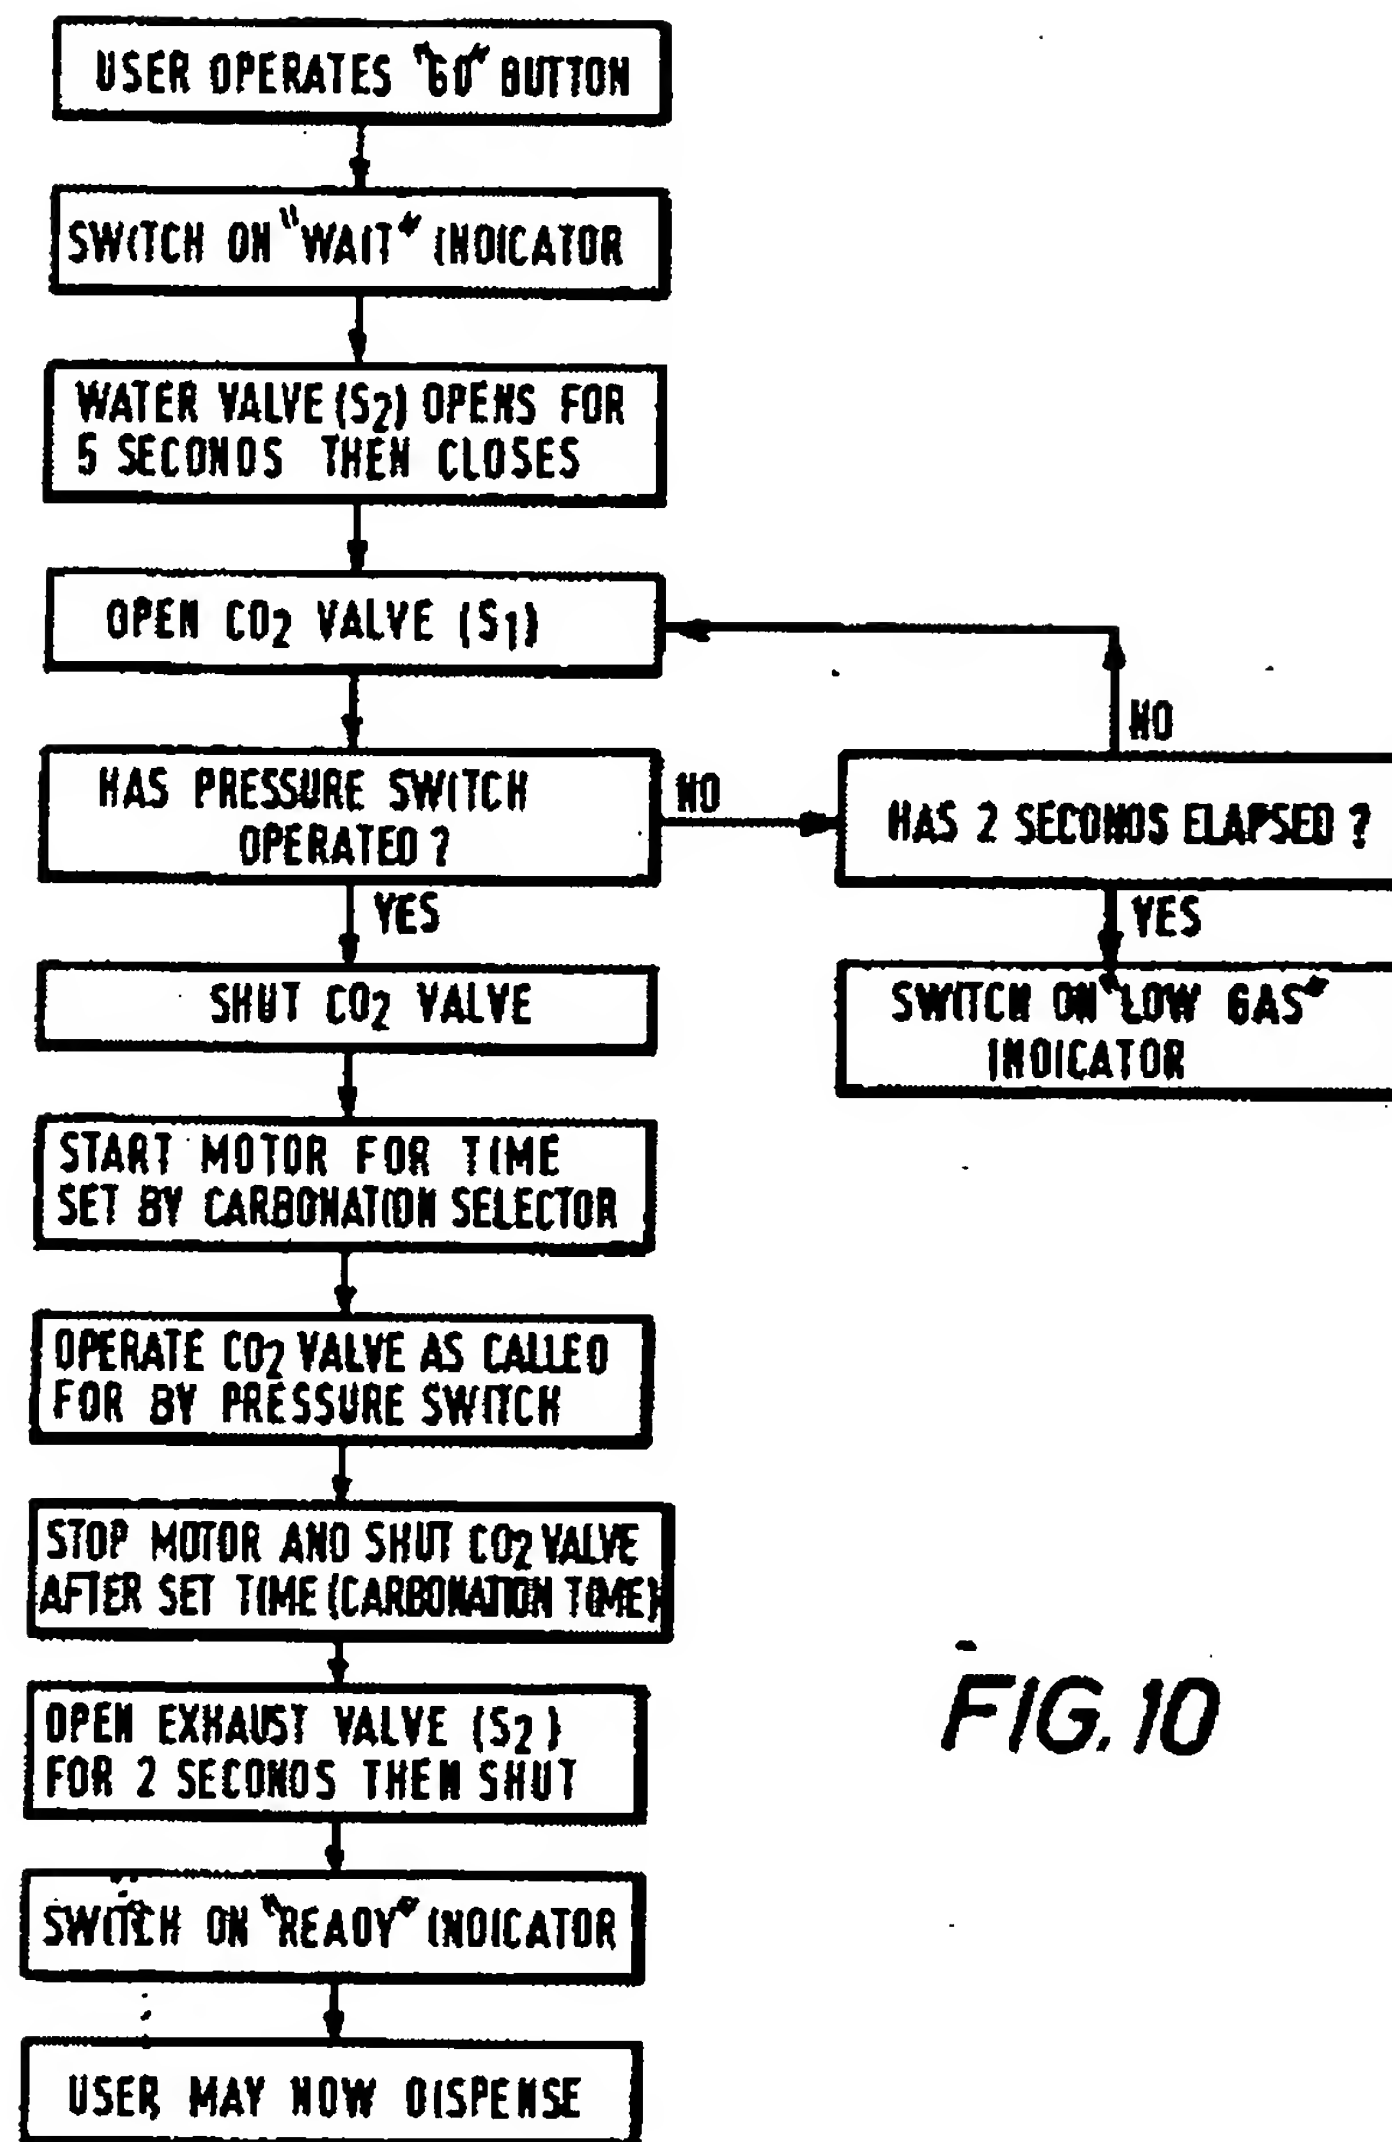 USER OPERATES "GO" BUTTON
SWITCH ON "WAIT" INDICATOR
WATER VALVE (S2) OPENS FOR
5 SECONDS THEN CLOSES
OPEN CO2 VALVE (S1)
HAS PRESSURE SWITCH
OPERATED ?
NO
HAS 2 SECONDS ELAPSED ?
NO
YES
SWITCH ON "LOW GAS"
INDICATOR
YES
SHUT CO2 VALVE
START MOTOR FOR TIME
SET BY CARBONATION SELECTOR
OPERATE CO2 VALVE AS CALLED
FOR BY PRESSURE SWITCH
STOP MOTOR AND SHUT CO2 VALVE
AFTER SET TIME (CARBONATION TIME)
OPEN EXHAUST VALVE (S2)
FOR 2 SECONDS THEN SHUT
SWITCH ON "READY" INDICATOR
USER MAY NOW DISPENSE
FIG. 10